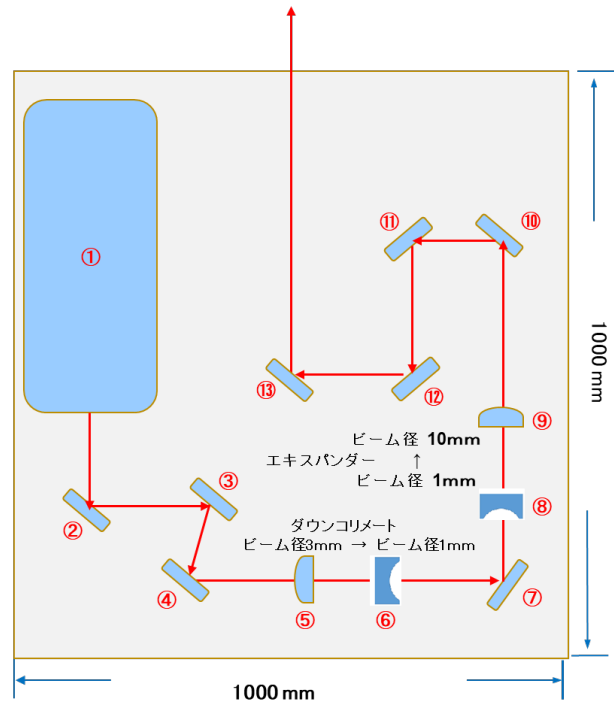 ①
⑪
⑩
⑬
⑫
⑨
ビーム径 10mm
エキスパンダー ↑
ビーム径 1mm
③
②
⑧
ダウンコリメート
ビーム径3mm → ビーム径1mm
④
⑤
⑥
⑦
1000 mm
1000 mm